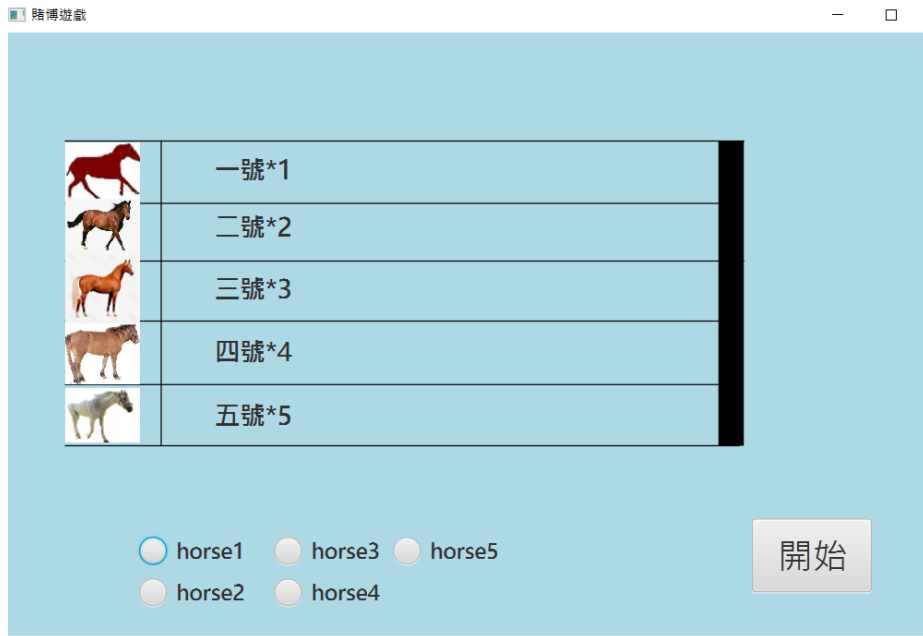 賭博遊戲
一號*1
二號*2
三號*3
四號*4
五號*5
horse1 horse3 horse5
horse2 horse4
開始